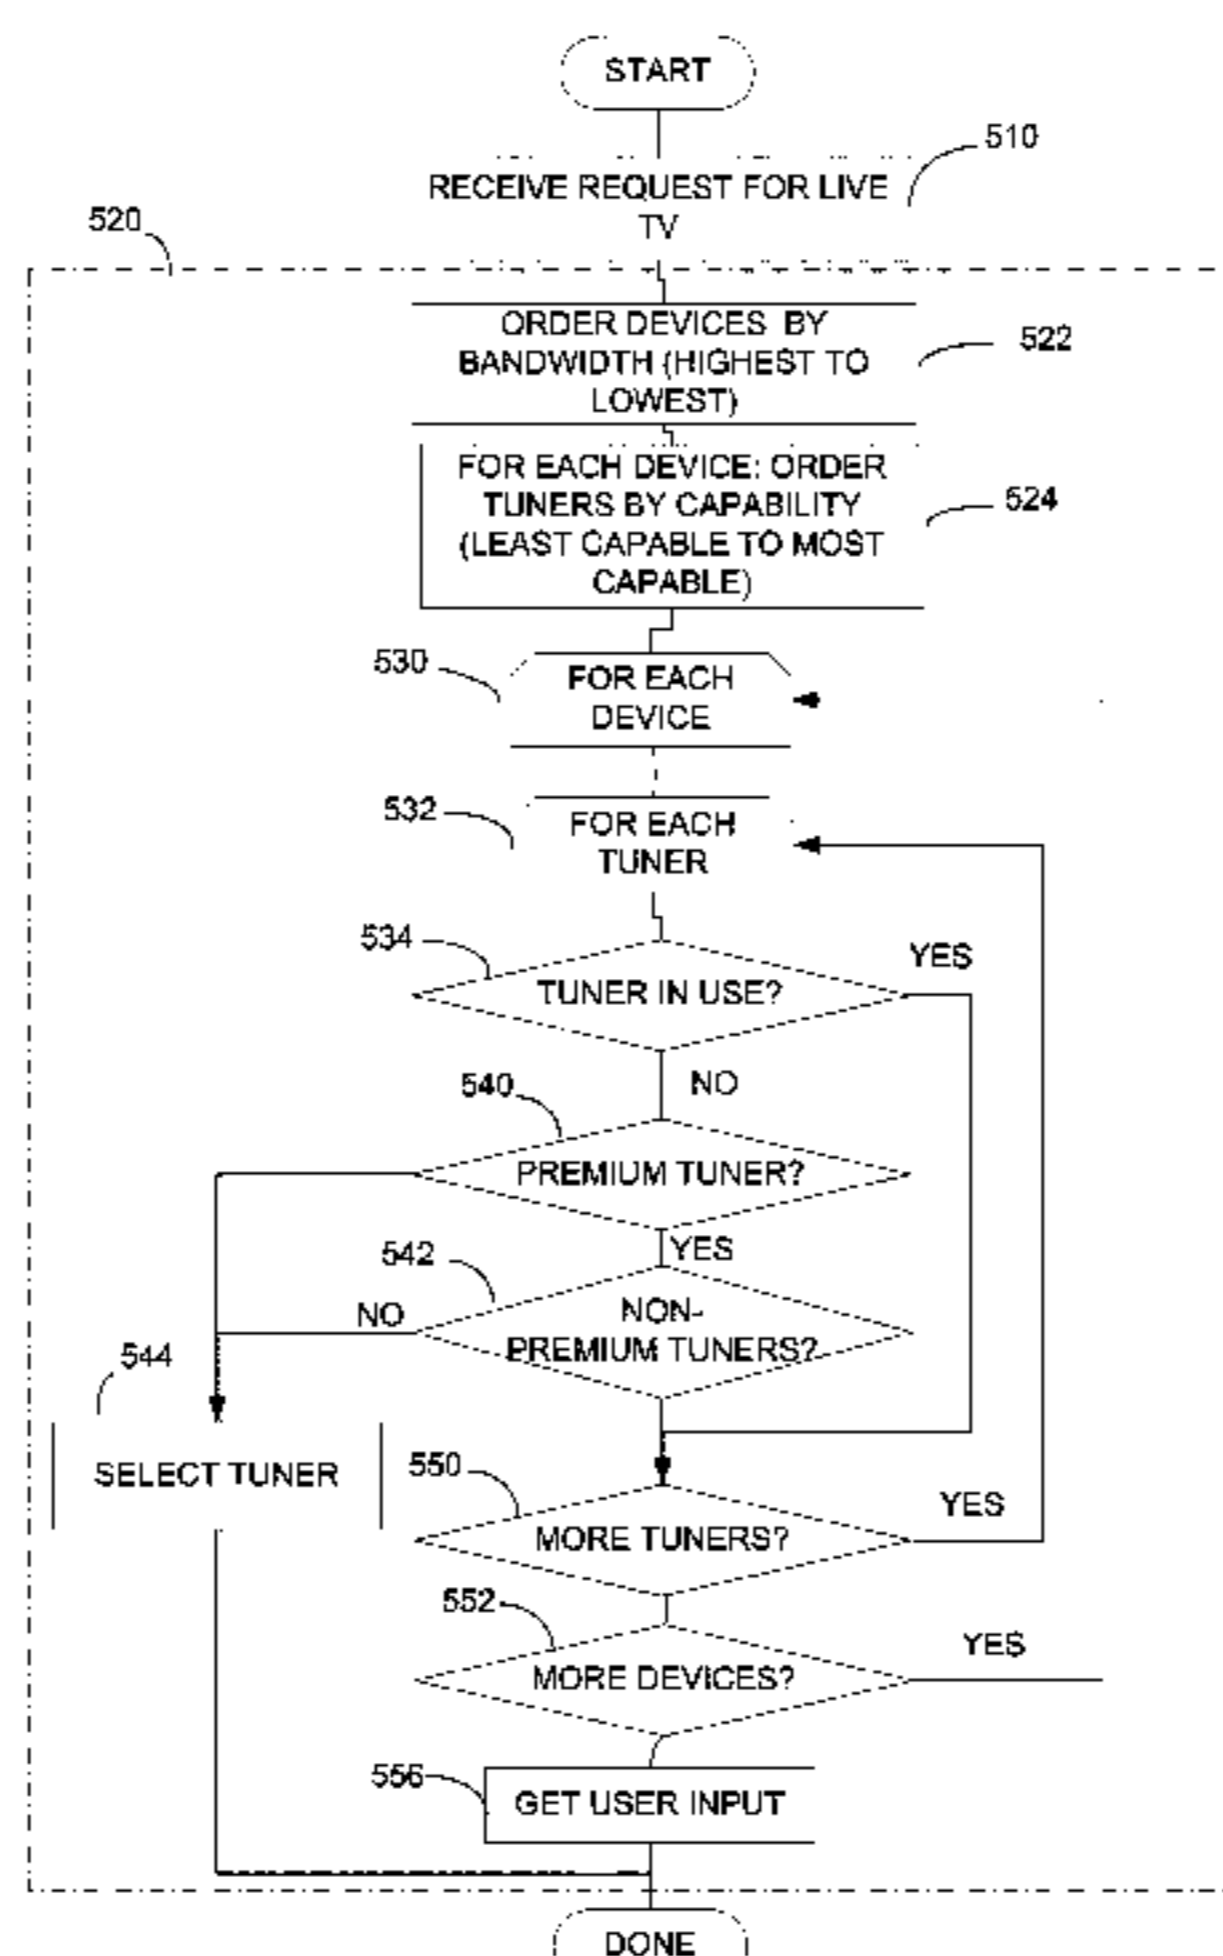 START
510
RECEIVE REQUEST FOR LIVE
TV
520
ORDER DEVICES BY
BANDWIDTH (HIGHEST TO
LOWEST)
522
FOR EACH DEVICE: ORDER
TUNERS BY CAPABILITY
(LEAST CAPABLE TO MOST
CAPABLE)
524
530
FOR EACH
DEVICE
532
FOR EACH
TUNER
534
YES
TUNER IN USE?
540
NO
PREMIUM TUNER?
542
YES
NO
NON-
PREMIUM TUNERS?
544
SELECT TUNER
550
YES
MORE TUNERS?
552
YES
MORE DEVICES?
556
GET USER INPUT
DONE